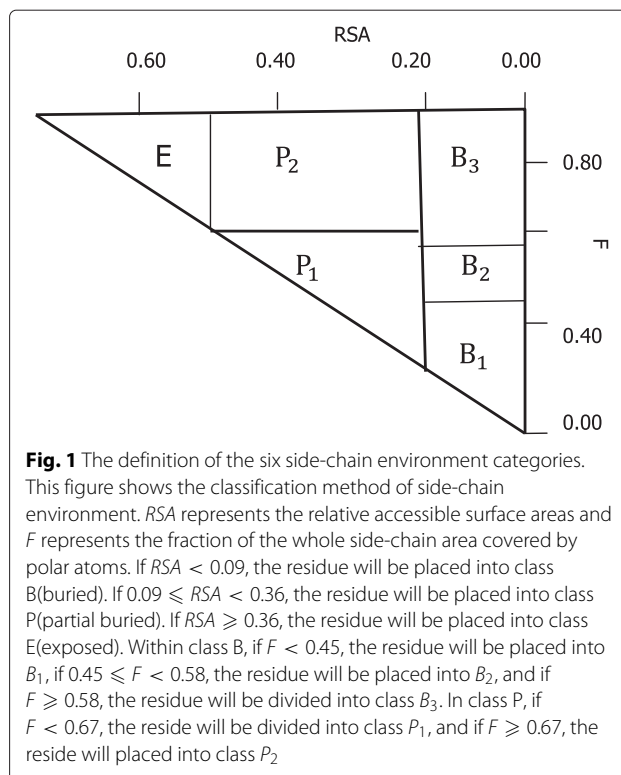 RSA
0.60 0.40 0.20 0.00
E P₂ B₃ 0.80
F
P₁ B₂
0.40
B₁
0.00
Fig. 1 The definition of the six side-chain environment categories.
This figure shows the classification method of side-chain
environment. RSA represents the relative accessible surface areas and
F represents the fraction of the whole side-chain area covered by
polar atoms. If RSA < 0.09, the residue will be placed into class
B(buried). If 0.09 ⩽ RSA < 0.36, the residue will be placed into class
P(partial buried). If RSA ⩾ 0.36, the residue will be placed into class
E(exposed). Within class B, if F < 0.45, the residue will be placed into
B₁, if 0.45 ⩽ F < 0.58, the residue will be placed into B₂, and if
F ⩾ 0.58, the residue will be divided into class B₃. In class P, if
F < 0.67, the reside will be divided into class P₁, and if F ⩾ 0.67, the
reside will placed into class P₂